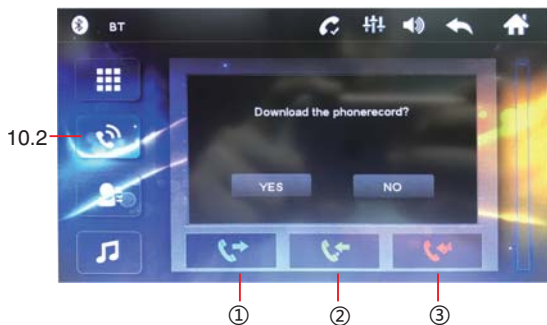 BT
Download the phonerecord?
YES NO
10.2
① ② ③